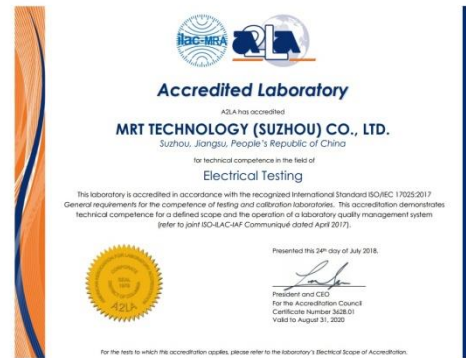 ilac-MRA
A2LA
Accredited Laboratory
A2LA has accredited
MRT TECHNOLOGY (SUZHOU) CO., LTD.
Suzhou, Jiangsu, People's Republic of China
for technical competence in the field of
Electrical Testing
This laboratory is accredited in accordance with the recognized International Standard ISO/IEC 17025:2017
General requirements for the competence of testing and calibration laboratories. This accreditation demonstrates
technical competence for a defined scope and the operation of a laboratory quality management system
(refer to joint ISO-ILAC-IAF Communiqué dated April 2017).
Presented this 24th day of July 2018.
President and CEO
For the Accreditation Council
Certificate Number 3628.01
Valid to August 31, 2020
CORPORATE
SEAL
1978
A2LA
For the tests to which this accreditation applies, please refer to the laboratory's Electrical Scope of Accreditation.